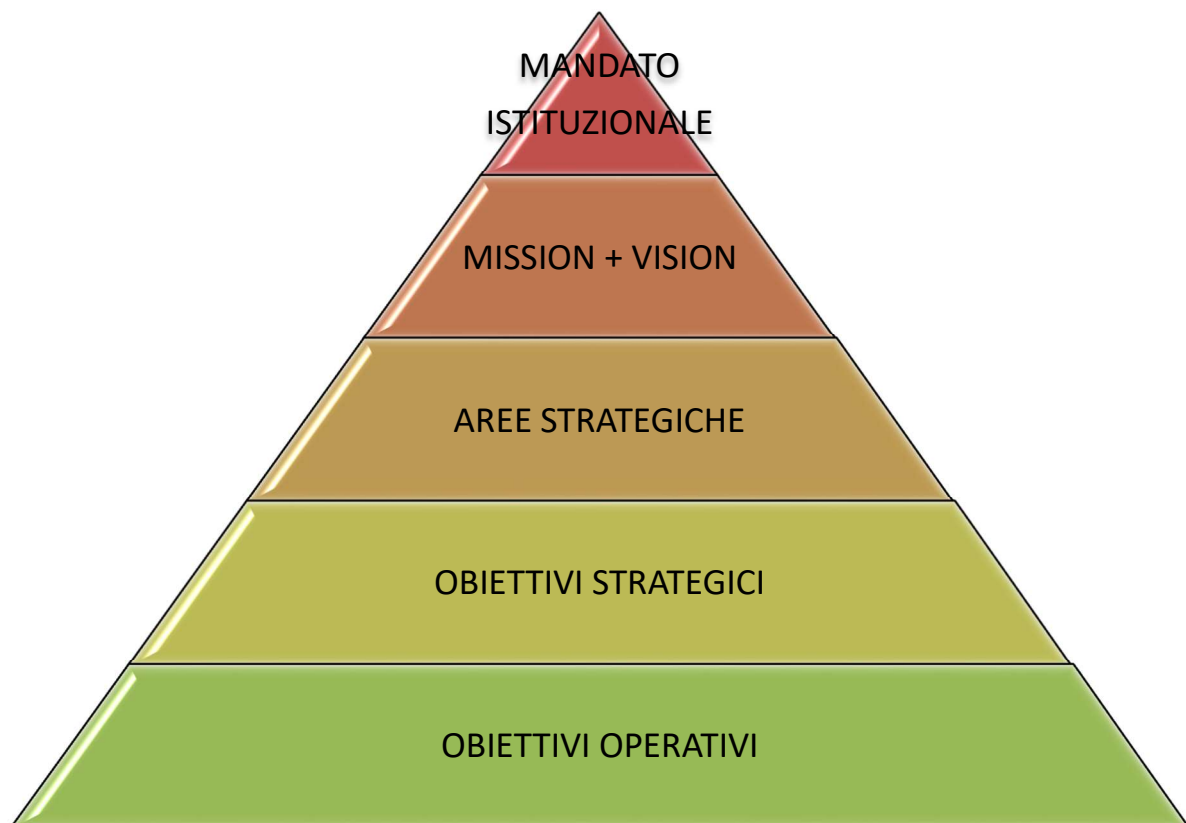 MANDATO
ISTITUZIONALE
MISSION + VISION
AREE STRATEGICHE
OBIETTIVI STRATEGICI
OBIETTIVI OPERATIVI